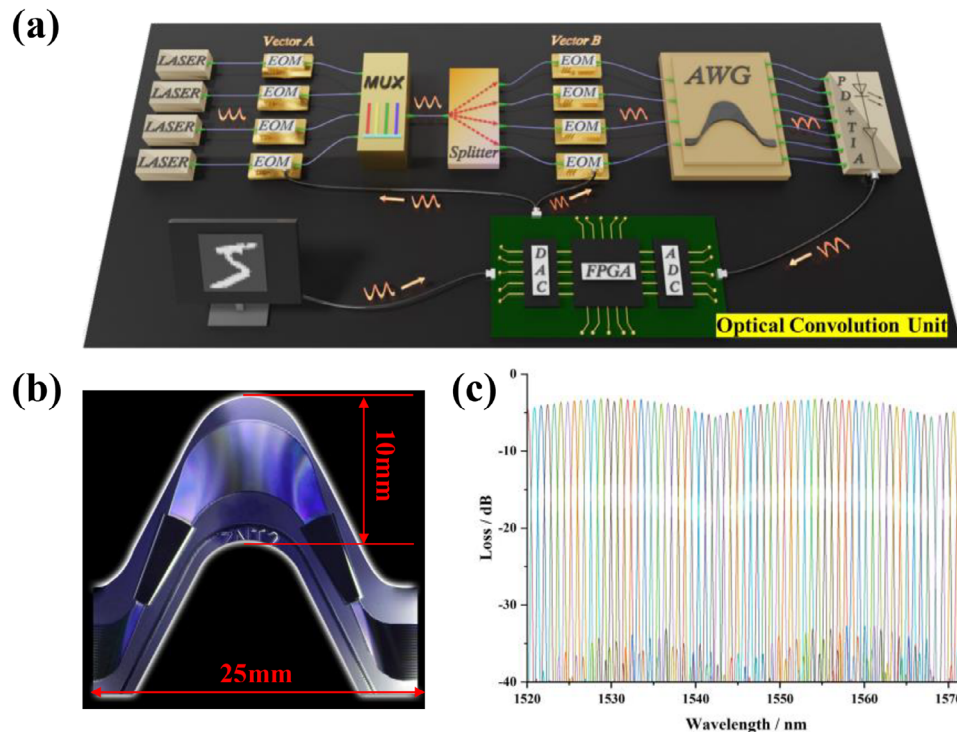 (a)
Vector A
Vector B
LASER
EOM
EOM
LASER
EOM
MUX
EOM
AWG
PD+TIA
LASER
EOM
Splitter
EOM
LASER
EOM
EOM
DAC
FPGA
ADC
Optical Convolution Unit
(b)
10mm
7NT2
25mm
(c)
0
-10
-20
-30
-40
Loss / dB
1520
1530
1540
1550
1560
1570
Wavelength / nm